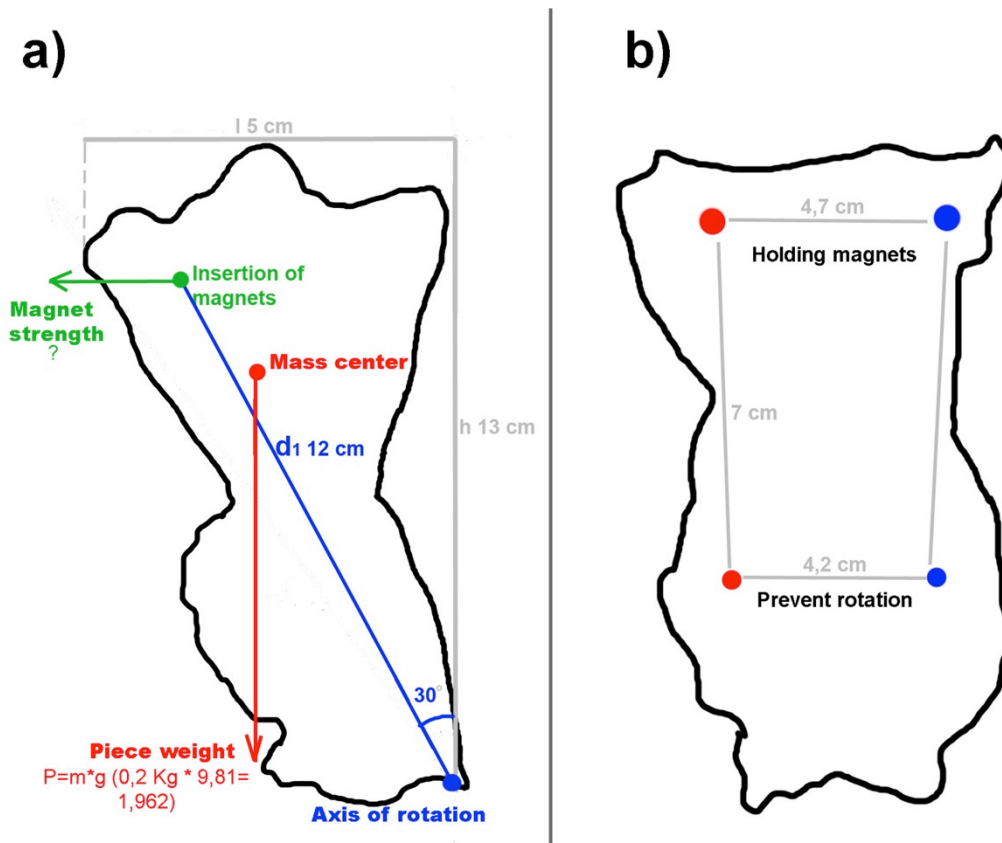 a)
l 5 cm
Insertion of
magnets
Magnet
strength
?
Mass center
h 13 cm
d1 12 cm
30°
Piece weight
P=m*g (0,2 Kg * 9,81=
1,962)
Axis of rotation
b)
4,7 cm
Holding magnets
7 cm
4,2 cm
Prevent rotation